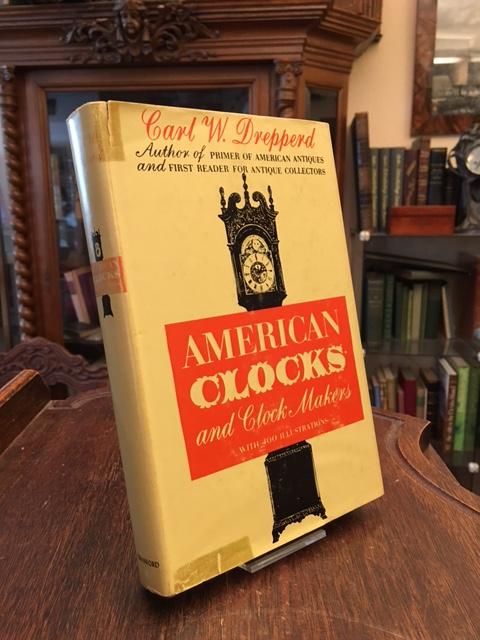 Carl W. Drepperd
Author of PRIMER OF AMERICAN ANTIQUES
and FIRST READER FOR ANTIQUE COLLECTORS
AMERICAN
CLOCKS
and Clock Makers
WITH 400 ILLUSTRATIONS
CLOCKS